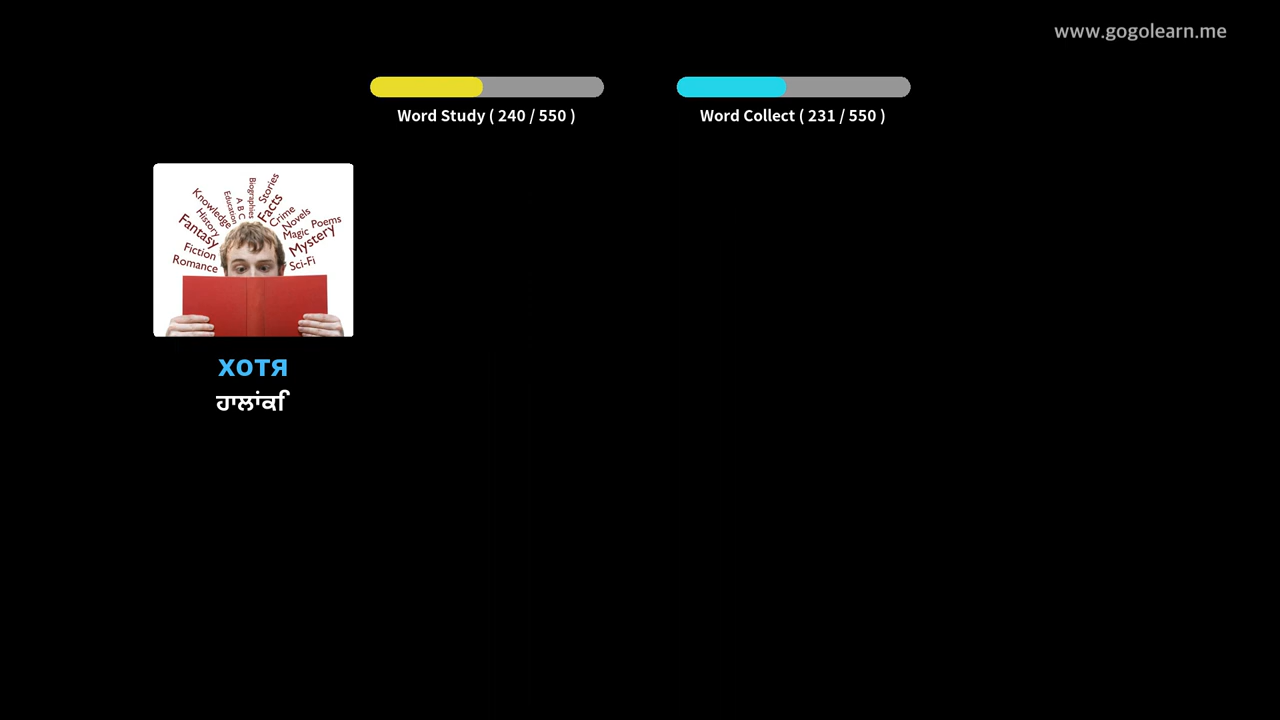 www.gogolearn.me
Word Study ( 240 / 550 )
Word Collect ( 231 / 550 )
Biographies
Stories
Knowledge
Education
A B C
Facts
Crime
History
Novels
Fantasy
Magic
Poems
Mystery
Fiction
Romance
Sci-Fi
хотя
ਹਾਲਾਂਕਿ